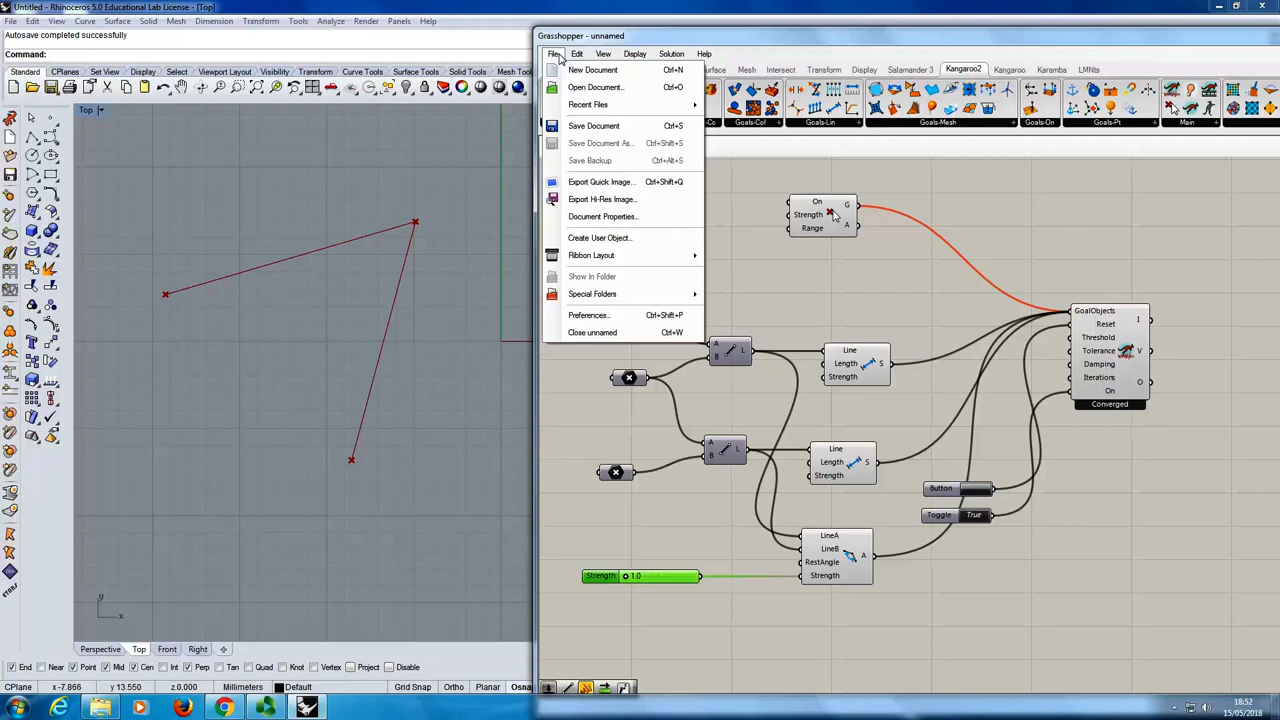 Untitled - Rhinoceros 5.0 Educational Lab License - [Top]
File Edit View Curve Surface Solid Mesh Dimension Transform Tools Analyze Render Panels Help
Autosave completed successfully
Command:
Standard CPlanes Set View Display Select Viewport Layout Visibility Transform Curve Tools Surface Tools Solid Tools Mesh Tool
Top
Perspective Top Front Right
End Near Point Mid Cen Int Perp Tan Quad Knot Vertex Project Disable
CPlane x -7.866 y 13.550 z 0.000 Millimeters Default Grid Snap Ortho Planar Osnap
y
x
Grasshopper - unnamed
File Edit View Display Solution Help
New Document Ctrl+N
Open Document... Ctrl+O
Recent Files
Save Document Ctrl+S
Save Document As.. Ctrl+Shift+S
Save Backup Ctrl+Alt+S
Export Quick Image... Ctrl+Shift+Q
Export Hi-Res Image...
Document Properties...
Create User Object...
Ribbon Layout
Show In Folder
Special Folders
Preferences.. Ctrl+Shift+P
Close unnamed Ctrl+W
Surface Mesh Intersect Transform Display Salamander 3 Kangaroo2 Kangaroo Karamba LMNts
Goals-Co Goals-Col Goals-Lin Goals-Mesh Goals-On Goals-Pt Main
On
Strength
Range
G
A
A
B
L
Line
Length
Strength
S
A
B
L
Line
Length
Strength
S
GoalObjects
Reset
Threshold
Tolerance
Damping
Iterations
On
I
V
O
Converged
Button
Toggle True
LineA
LineB
RestAngle
Strength
A
Strength 1.0
18:52
15/05/2018